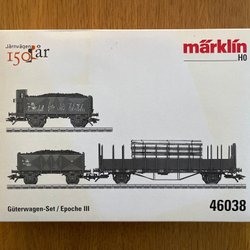 Järnvägen
150 år
märklin
H0
46038
Güterwagen-Set / Epoche III